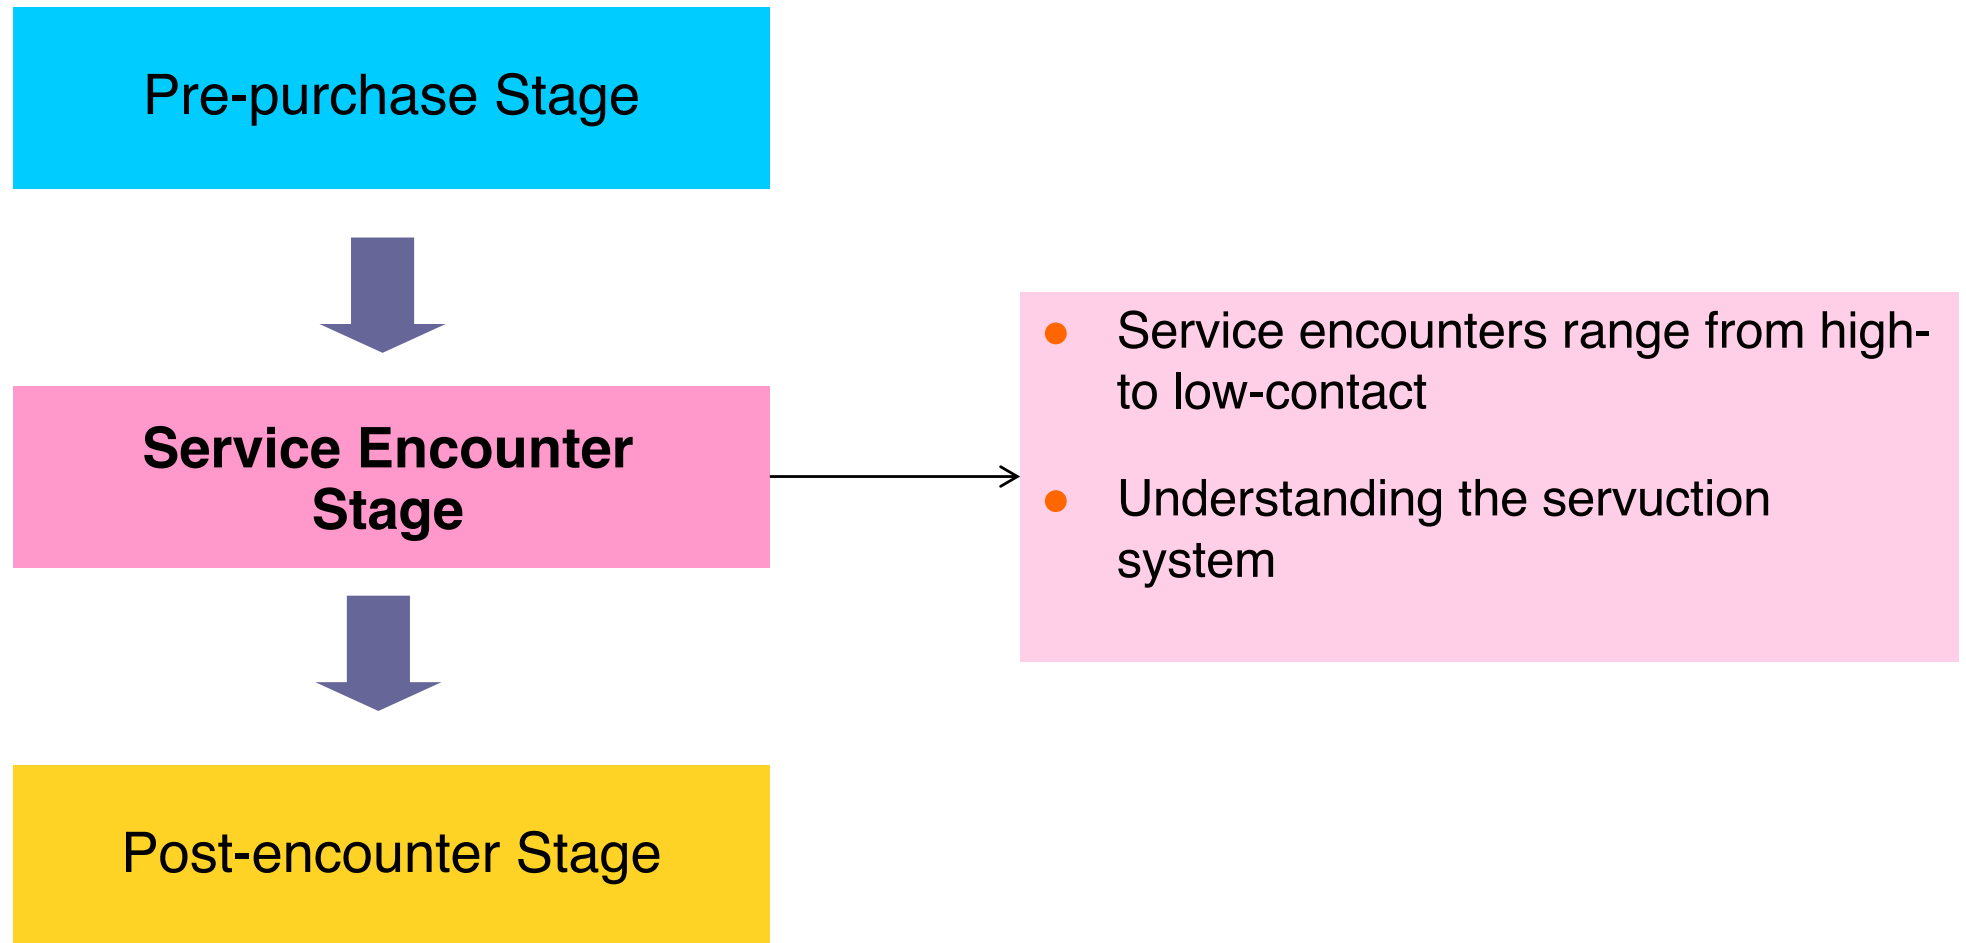 Pre-purchase Stage
Service Encounter
Stage
Post-encounter Stage
● Service encounters range from high-
to low-contact
● Understanding the servuction
system